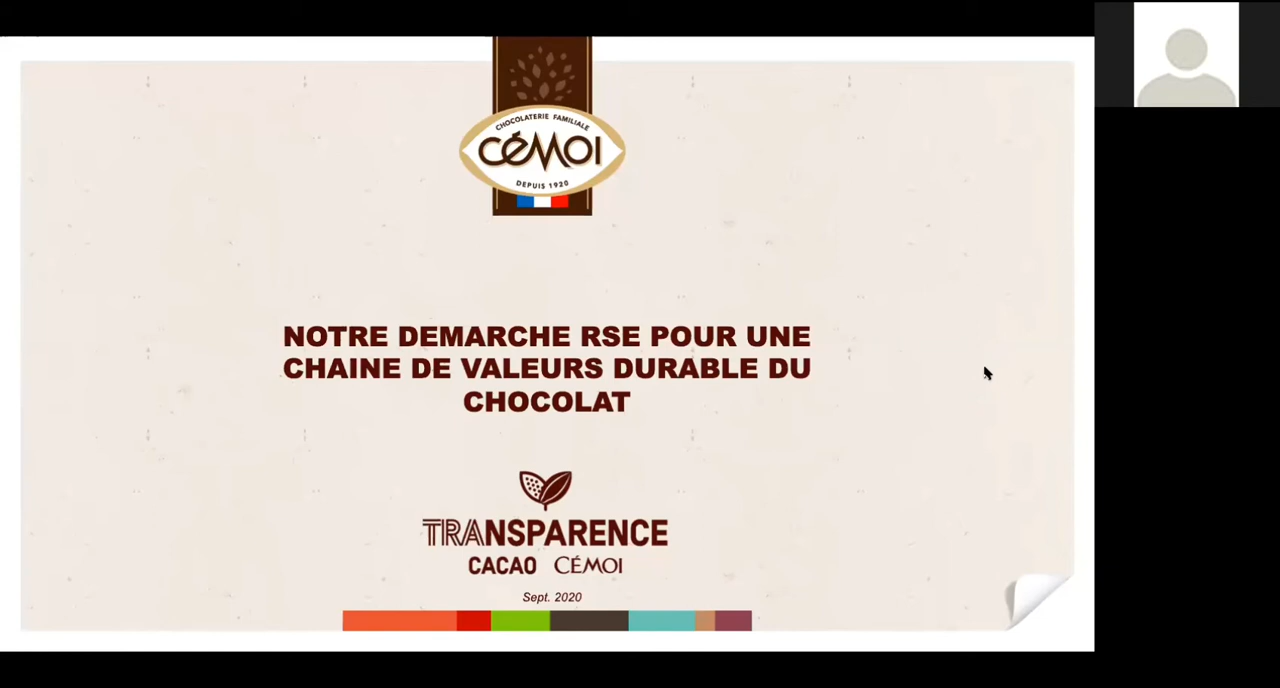 CHOCOLATERIE FAMILIALE
CéMOI
DEPUIS 1920
NOTRE DEMARCHE RSE POUR UNE
CHAINE DE VALEURS DURABLE DU
CHOCOLAT
TRANSPARENCE
CACAO CÉMOI
Sept. 2020